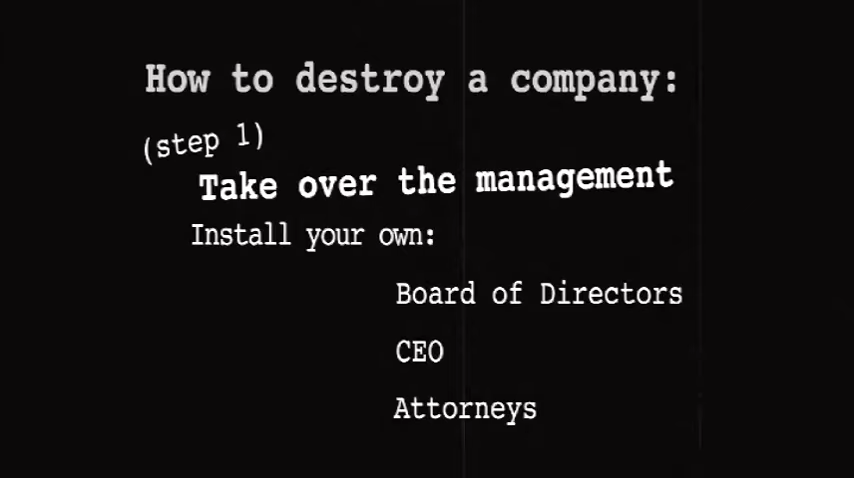 How to destroy a company:
(step 1)
Take over the management
Install your own:
Board of Directors
CEO
Attorneys